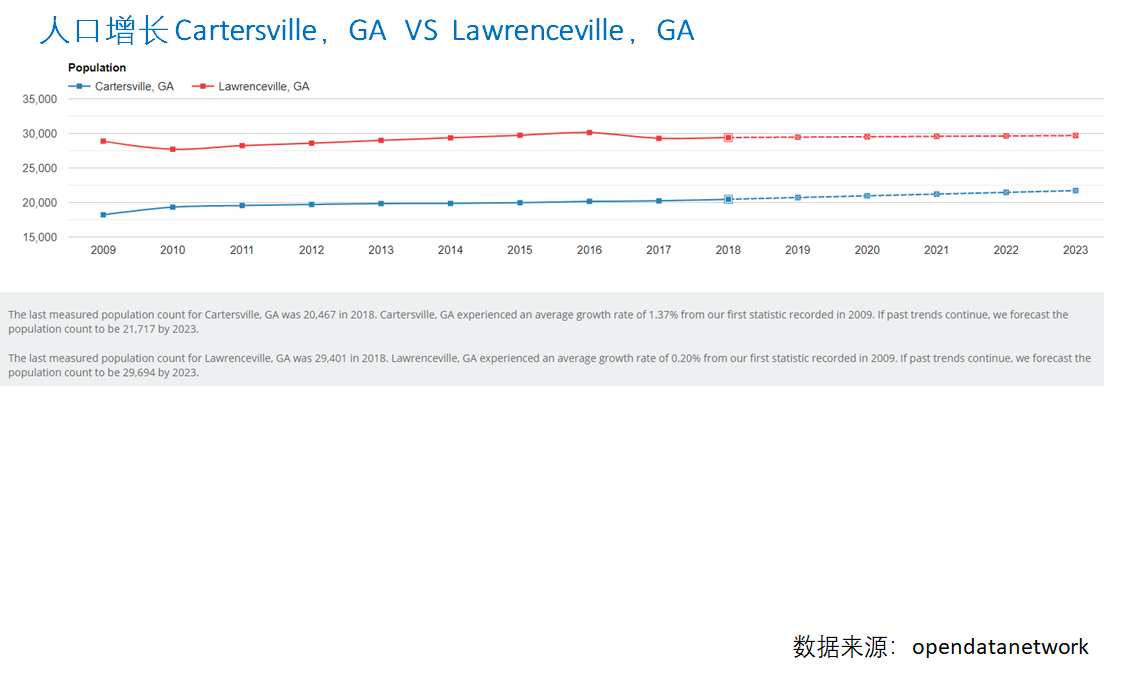 人口增长Cartersville，GA VS Lawrenceville，GA
Population
Cartersville, GA Lawrenceville, GA
35,000
30,000
25,000
20,000
15,000
2009 2010 2011 2012 2013 2014 2015 2016 2017 2018 2019 2020 2021 2022 2023
The last measured population count for Cartersville, GA was 20,467 in 2018. Cartersville, GA experienced an average growth rate of 1.37% from our first statistic recorded in 2009. If past trends continue, we forecast the
population count to be 21,717 by 2023.
The last measured population count for Lawrenceville, GA was 29,401 in 2018. Lawrenceville, GA experienced an average growth rate of 0.20% from our first statistic recorded in 2009. If past trends continue, we forecast the
population count to be 29,694 by 2023.
数据来源：opendatanetwork